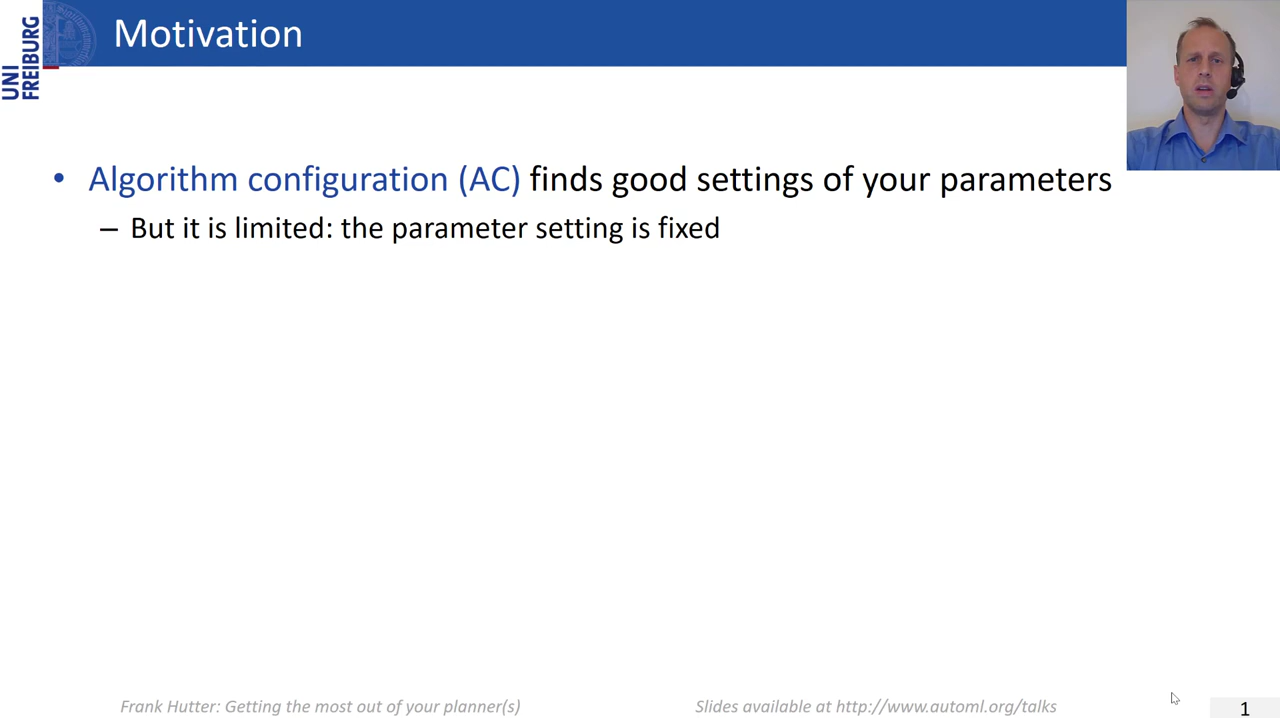 Motivation
UNI
FREIBURG
• Algorithm configuration (AC) finds good settings of your parameters
– But it is limited: the parameter setting is fixed
Frank Hutter: Getting the most out of your planner(s)
Slides available at http://www.automl.org/talks
1